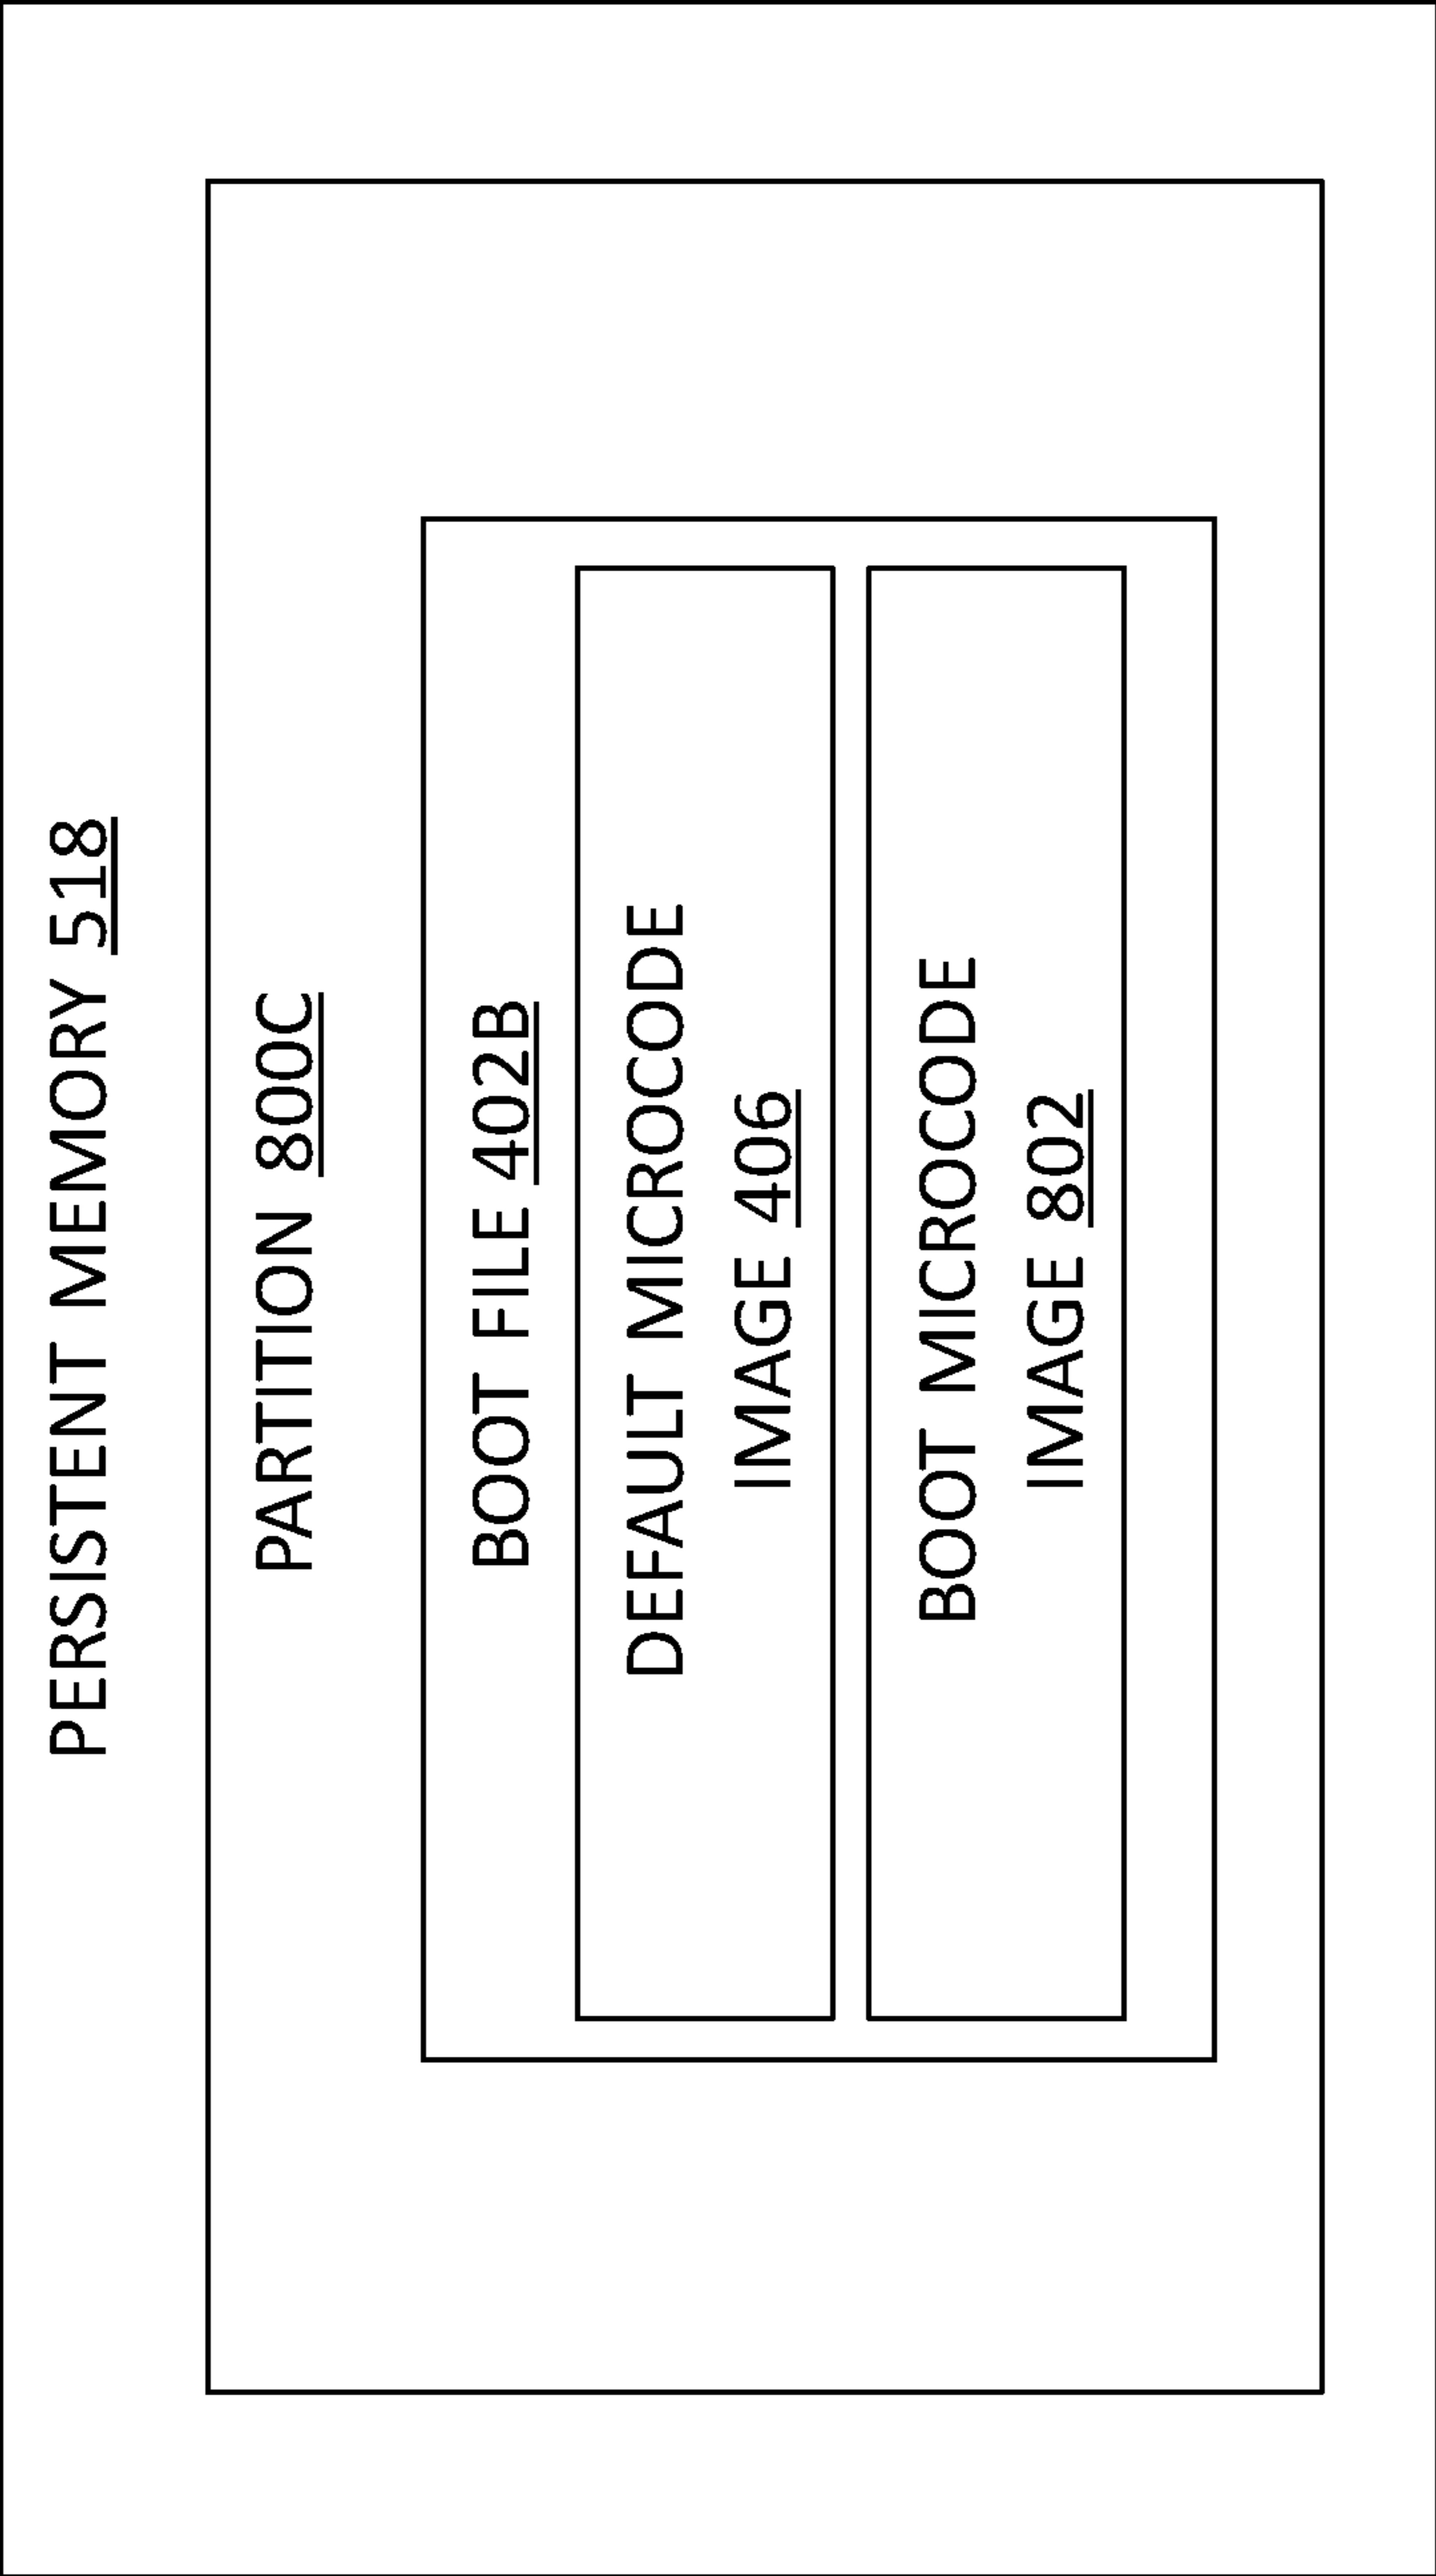 PERSISTENT MEMORY 518
PARTITION 800C
BOOT FILE 402B
DEFAULT MICROCODE
IMAGE 406
BOOT MICROCODE
IMAGE 802